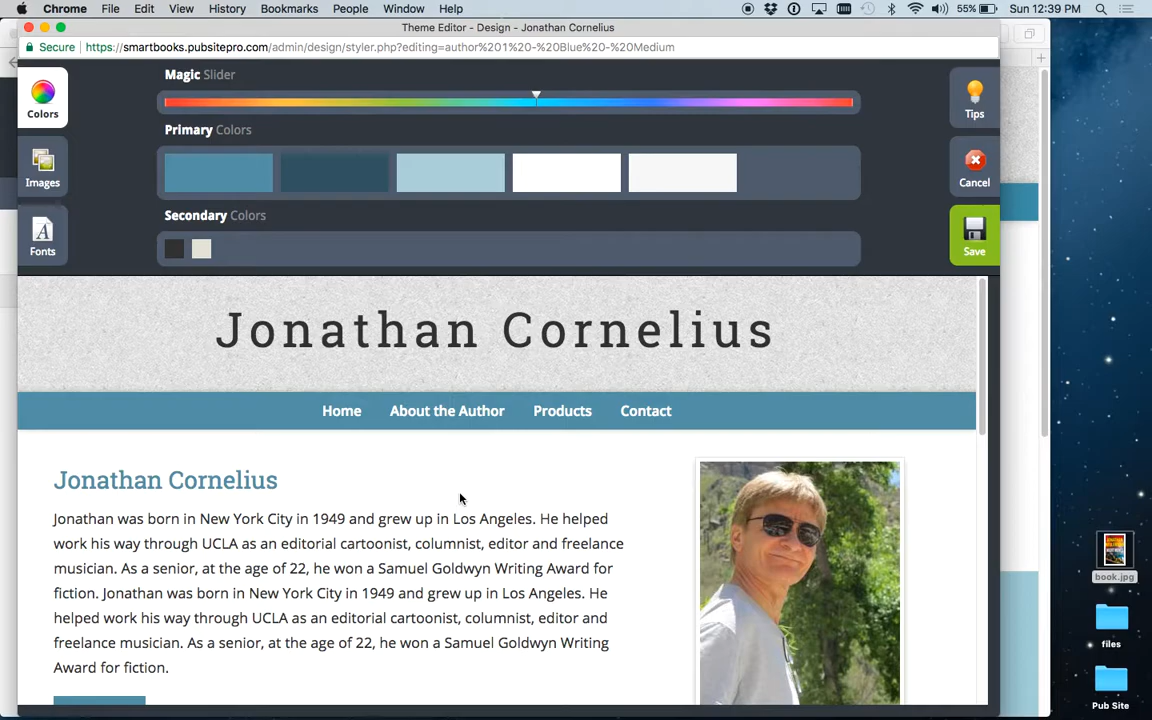 Chrome File Edit View History Bookmarks People Window Help 55% Sun 12:39 PM
Theme Editor - Design - Jonathan Cornelius
Secure https://smartbooks.pubsitepro.com/admin/design/styler.php?editing=author%201%20-%20Blue%20-%20Medium
Magic Slider
Colors
Tips
Primary Colors
Images
Cancel
Secondary Colors
Fonts
Save
Jonathan Cornelius
Home About the Author Products Contact
Jonathan Cornelius
Jonathan was born in New York City in 1949 and grew up in Los Angeles. He helped
work his way through UCLA as an editorial cartoonist, columnist, editor and freelance
musician. As a senior, at the age of 22, he won a Samuel Goldwyn Writing Award for
fiction. Jonathan was born in New York City in 1949 and grew up in Los Angeles. He
helped work his way through UCLA as an editorial cartoonist, columnist, editor and
freelance musician. As a senior, at the age of 22, he won a Samuel Goldwyn Writing
Award for fiction.
book.jpg
files
Pub Site